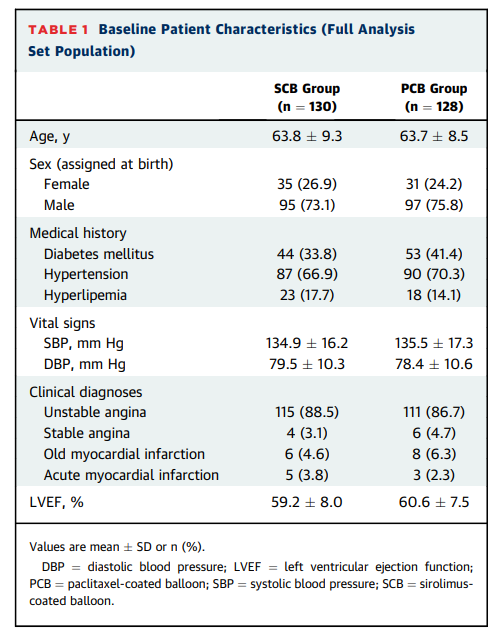 TABLE 1 Baseline Patient Characteristics (Full Analysis
Set Population)
SCB Group
(n = 130)
PCB Group
(n = 128)
Age, y 63.8 ± 9.3 63.7 ± 8.5
Sex (assigned at birth)
Female 35 (26.9) 31 (24.2)
Male 95 (73.1) 97 (75.8)
Medical history
Diabetes mellitus 44 (33.8) 53 (41.4)
Hypertension 87 (66.9) 90 (70.3)
Hyperlipemia 23 (17.7) 18 (14.1)
Vital signs
SBP, mm Hg 134.9 ± 16.2 135.5 ± 17.3
DBP, mm Hg 79.5 ± 10.3 78.4 ± 10.6
Clinical diagnoses
Unstable angina 115 (88.5) 111 (86.7)
Stable angina 4 (3.1) 6 (4.7)
Old myocardial infarction 6 (4.6) 8 (6.3)
Acute myocardial infarction 5 (3.8) 3 (2.3)
LVEF, % 59.2 ± 8.0 60.6 ± 7.5
Values are mean ± SD or n (%).
DBP = diastolic blood pressure; LVEF = left ventricular ejection function;
PCB = paclitaxel-coated balloon; SBP = systolic blood pressure; SCB = sirolimus-
coated balloon.